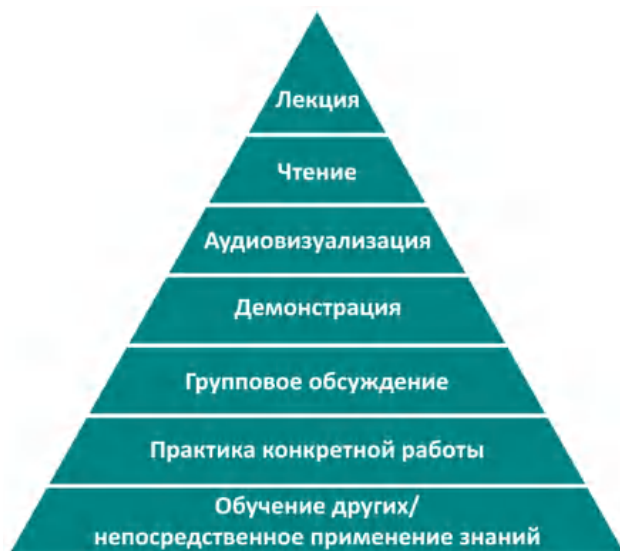 Лекция
Чтение
Аудиовизуализация
Демонстрация
Групповое обсуждение
Практика конкретной работы
Обучение других/
непосредственное применение знаний